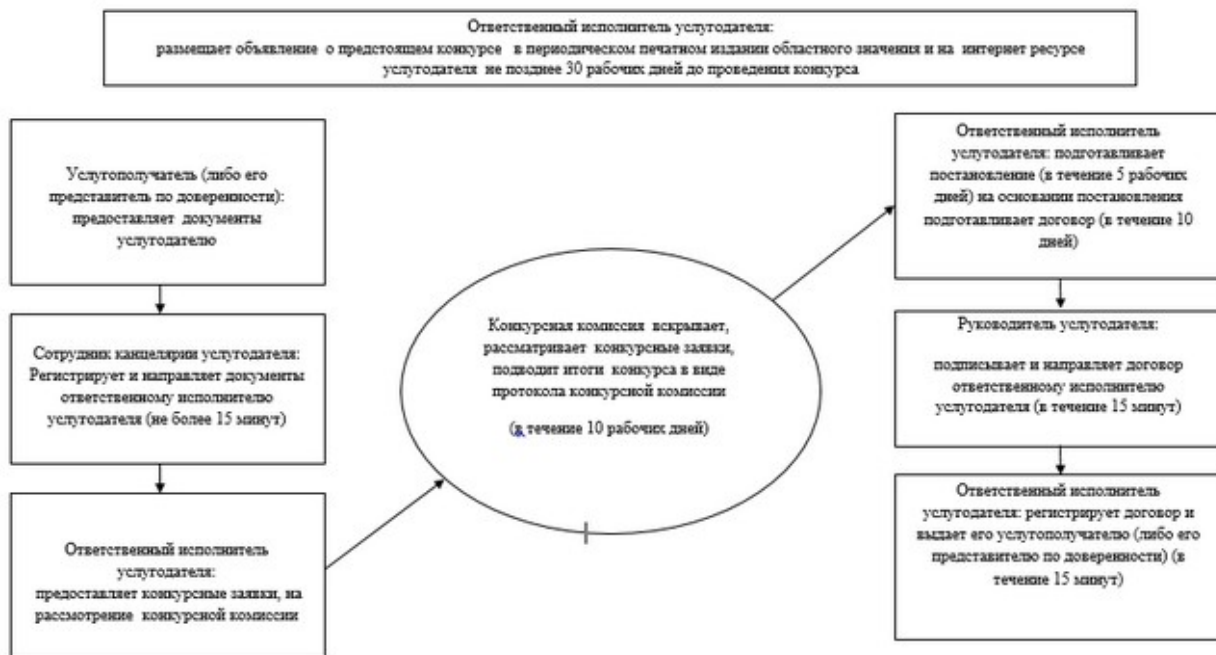 Ответственный исполнитель услугодателя:
размещает объявление о предстоящем конкурсе в периодическом печатном издании областного значения и на интернет ресурсе
услугодателя не позднее 30 рабочих дней до проведения конкурса
Услугополучатель (либо его
представитель по доверенности):
предоставляет документы
услугодателю
Сотрудник канцелярии услугодателя:
Регистрирует и направляет документы
ответственному исполнителю
услугодателя (не более 15 минут)
Ответственный исполнитель
услугодателя:
предоставляет конкурсные заявки, на
рассмотрение конкурсной комиссии
Конкурсная комиссия вскрывает,
рассматривает конкурсные заявки,
подводит итоги конкурса в виде
протокола конкурсной комиссии
(в течение 10 рабочих дней)
Ответственный исполнитель
услугодателя: подготавливает
постановление (в течение 5 рабочих
дней) на основании постановления
подготавливает договор (в течение 10
дней)
Руководитель услугодателя:
подписывает и направляет договор
ответственному исполнителю
услугодателя (в течение 15 минут)
Ответственный исполнитель
услугодателя: регистрирует договор и
выдает его услугополучателю (либо его
представителю по доверенности) (в
течение 15 минут)